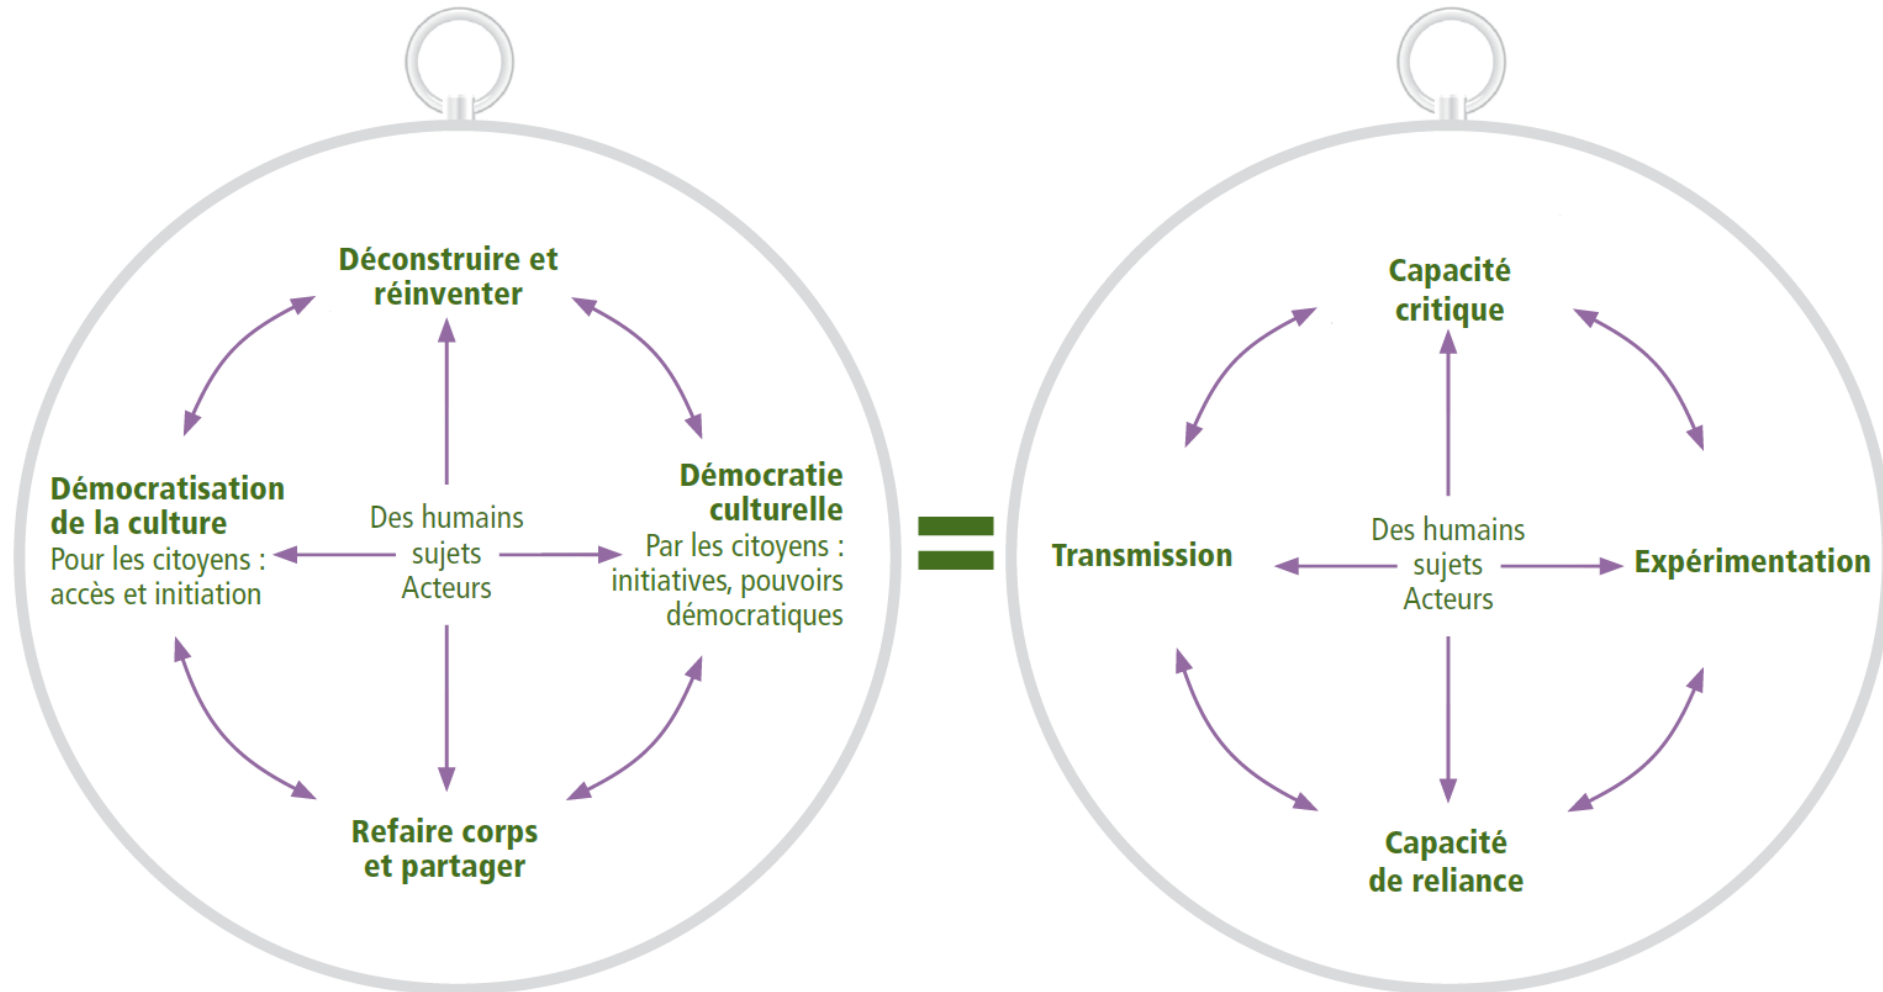 Déconstruire et
réinventer
Démocratisation
de la culture
Pour les citoyens :
accès et initiation
Des humains
sujets
Acteurs
Démocratie
culturelle
Par les citoyens :
initiatives, pouvoirs
démocratiques
Refaire corps
et partager
=
Capacité
critique
Transmission
Des humains
sujets
Acteurs
Expérimentation
Capacité
de reliance